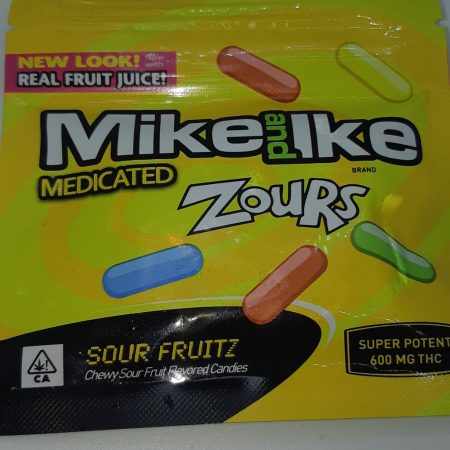 NEW LOOK! Now with
REAL FRUIT JUICE!
Mike and Ike
BRAND
MEDICATED
ZOURS
SOUR FRUITZ
Chewy Sour Fruit Flavored Candies
CA
SUPER POTENT
600 MG THC